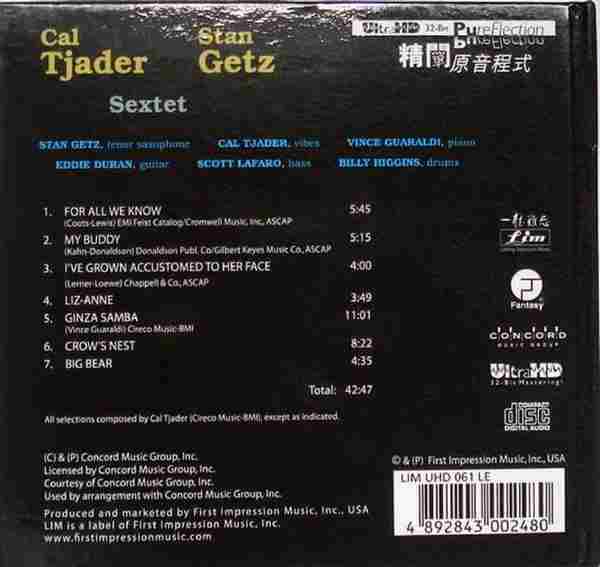 Cal Stan
Tjader Getz
Sextet
UltraHD 32-Bit PureFlection
精闢原音程式
STAN GETZ, tenor saxophone CAL TJADER, vibes VINCE GUARALDI, piano
EDDIE DURAN, guitar SCOTT LAFARO, bass BILLY HIGGINS, drums
1. FOR ALL WE KNOW 5:45
(Coots-Lewis) EMI Feist Catalog/Cromwell Music, Inc, ASCAP
2. MY BUDDY 5:15
(Kahn-Donaldson) Donaldson Publ. Co/Gilbert Keyes Music Co, ASCAP
3. I'VE GROWN ACCUSTOMED TO HER FACE 4:00
(Lerner-Loewe) Chappell & Co, ASCAP
4. LIZ-ANNE 3:49
5. GINZA SAMBA 11:01
(Vince Guaraldi) Cireco Music-BMI
6. CROW'S NEST 8:22
7. BIG BEAR 4:35
Total: 42:47
All selections composed by Cal Tjader (Cireco Music-BMI), except as indicated.
Lim
Fantasy
CONCORD
MUSIC GROUP
UltraHD
32-Bit Mastering!
COMPACT
disc
DIGITAL AUDIO
(C) & (P) Concord Music Group, Inc.
Licensed by Concord Music Group, Inc.
Courtesy of Concord Music Group, Inc.
Used by arrangement with Concord Music Group, Inc.
Produced and marketed by First Impression Music, Inc., USA
LIM is a label of First Impression Music, Inc.
www.firstimpressionmusic.com
© & (P) First Impression Music, Inc., USA
LIM UHD 061 LE
4 892843 002480